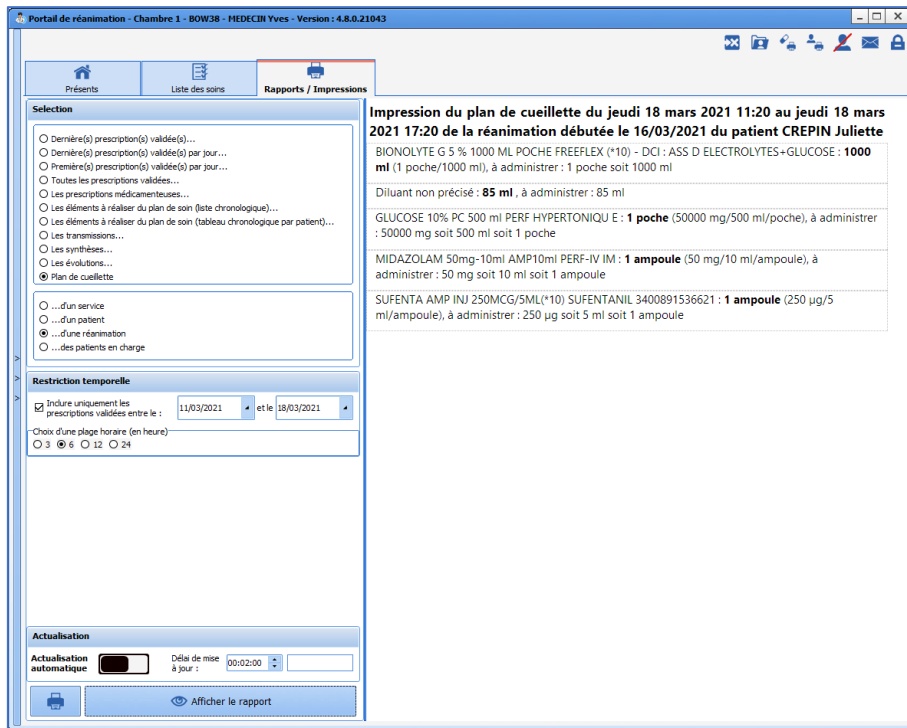 Portail de réanimation - Chambre 1 - BOW38 - MEDECIN Yves - Version : 4.8.0.21043
Présents
Liste des soins
Rapports / Impressions
Selection
Dernière(s) prescription(s) validée(s)...
Dernière(s) prescription(s) validée(s) par jour...
Première(s) prescription(s) validée(s) par jour...
Toutes les prescriptions validées...
Les prescriptions médicamenteuses...
Les éléments à réaliser du plan de soin (liste chronologique)...
Les éléments à réaliser du plan de soin (tableau chronologique par patient)...
Les transmissions...
Les synthèses...
Les évolutions...
Plan de cueillette
...d'un service
...d'un patient
...d'une réanimation
...des patients en charge
Restriction temporelle
Inclure uniquement les
prescriptions validées entre le : 11/03/2021 et le 18/03/2021
Choix d'une plage horaire (en heure)
3 6 12 24
Actualisation
Actualisation
automatique
Délai de mise
à jour : 00:02:00
Afficher le rapport
Impression du plan de cueillette du jeudi 18 mars 2021 11:20 au jeudi 18 mars
2021 17:20 de la réanimation débutée le 16/03/2021 du patient CREPIN Juliette
BIONOLYTE G 5 % 1000 ML POCHE FREEFLEX (*10) - DCI : ASS D ELECTROLYTES+GLUCOSE : 1000
ml (1 poche/1000 ml), à administrer : 1 poche soit 1000 ml
Diluant non précisé : 85 ml , à administrer : 85 ml
GLUCOSE 10% PC 500 ml PERF HYPERTONIQU E : 1 poche (50000 mg/500 ml/poche), à administrer
: 50000 mg soit 500 ml soit 1 poche
MIDAZOLAM 50mg-10ml AMP10ml PERF-IV IM : 1 ampoule (50 mg/10 ml/ampoule), à
administrer : 50 mg soit 10 ml soit 1 ampoule
SUFENTA AMP INJ 250MCG/5ML(*10) SUFENTANIL 3400891536621 : 1 ampoule (250 µg/5
ml/ampoule), à administrer : 250 µg soit 5 ml soit 1 ampoule